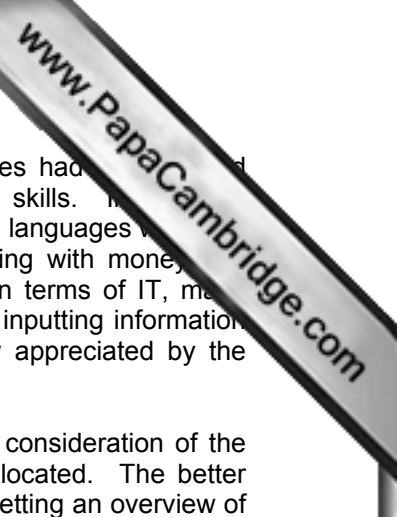 www.PapaCambridge.com
es had
skills.
languages
ing with money
n terms of IT,
inputting information
appreciated by the
consideration of the
located. The better
etting an overview of